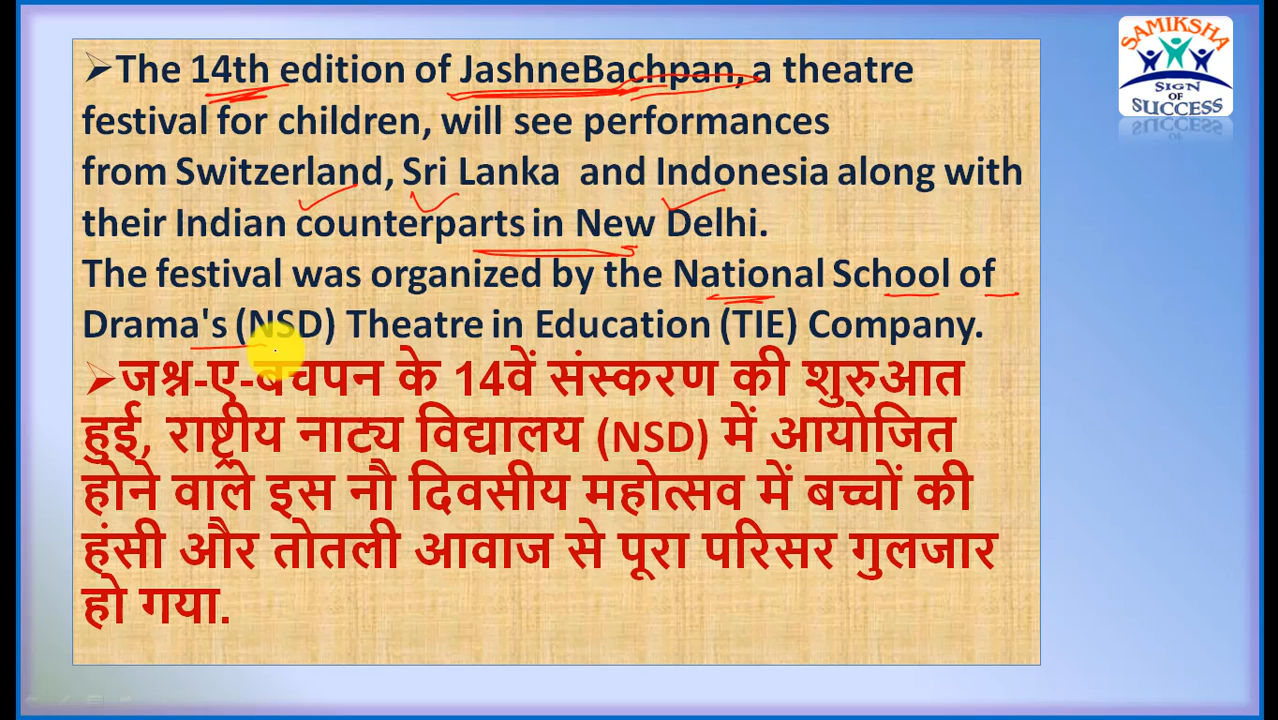 ➢The 14th edition of JashneBachpan, a theatre
festival for children, will see performances
from Switzerland, Sri Lanka and Indonesia along with
their Indian counterparts in New Delhi.
The festival was organized by the National School of
Drama's (NSD) Theatre in Education (TIE) Company.
➢जश्न-ए-बचपन के 14वें संस्करण की शुरुआत
हुई, राष्ट्रीय नाट्य विद्यालय (NSD) में आयोजित
होने वाले इस नौ दिवसीय महोत्सव में बच्चों की
हंसी और तोतली आवाज से पूरा परिसर गुलजार
हो गया.
SAMIKSHA
SIGN
OF
SUCCESS